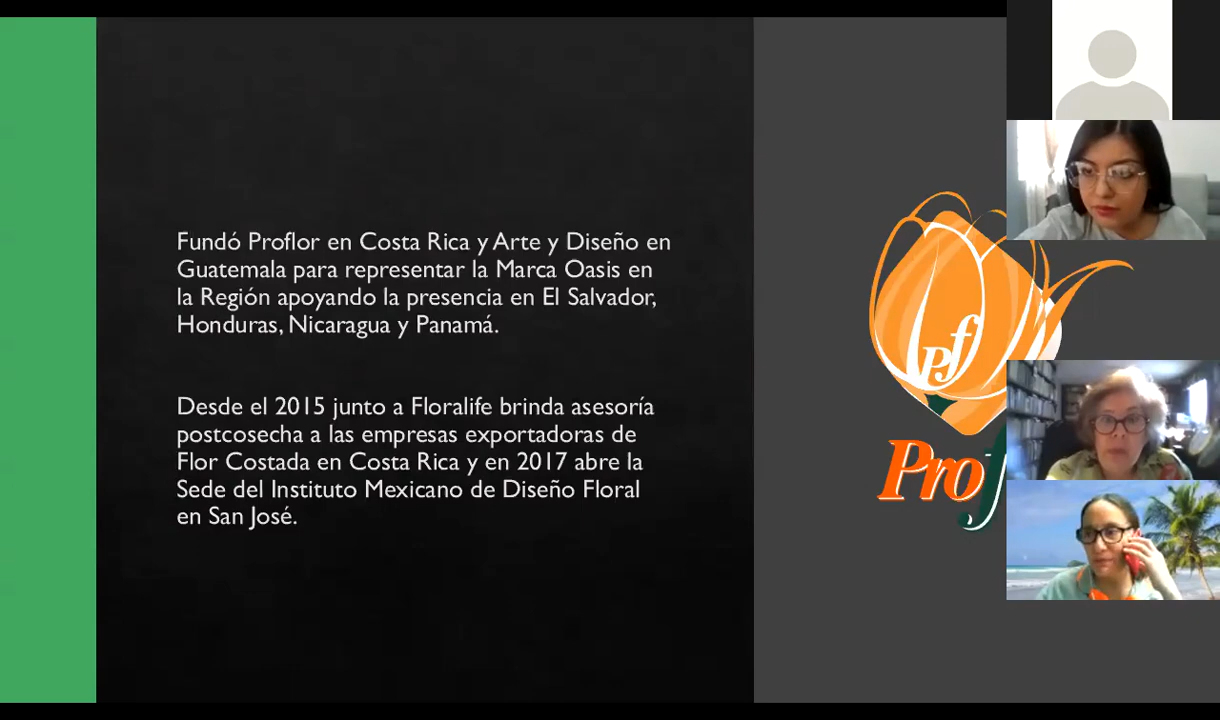 Fundó Proflor en Costa Rica y Arte y Diseño en
Guatemala para representar la Marca Oasis en
la Región apoyando la presencia en El Salvador,
Honduras, Nicaragua y Panamá.
Desde el 2015 junto a Floralife brinda asesoría
postcosecha a las empresas exportadoras de
Flor Costada en Costa Rica y en 2017 abre la
Sede del Instituto Mexicano de Diseño Floral
en San José.
Pf
Prof